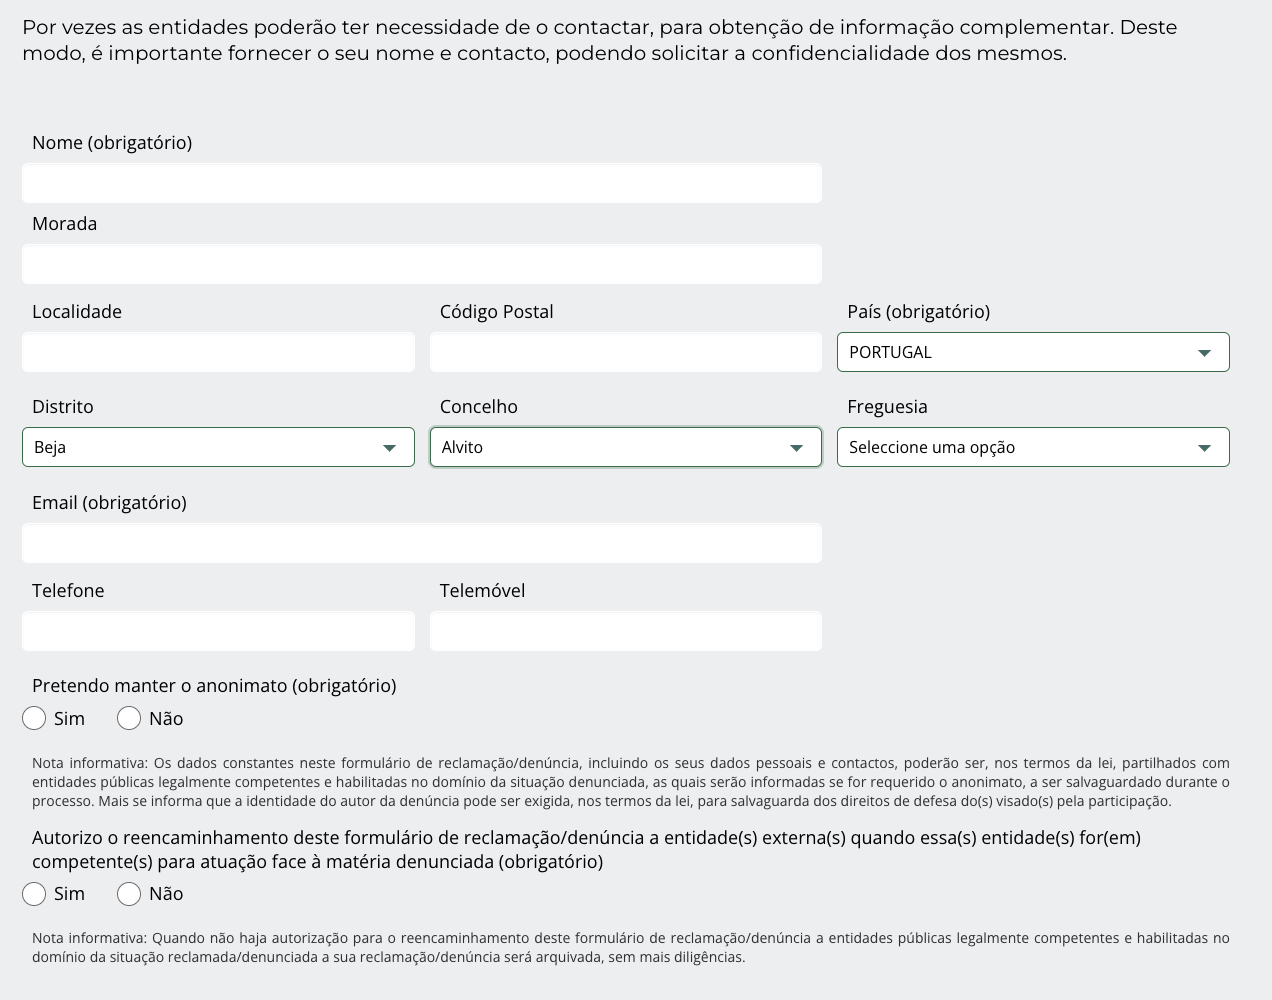 Por vezes as entidades poderão ter necessidade de o contactar, para obtenção de informação complementar. Deste
modo, é importante fornecer o seu nome e contacto, podendo solicitar a confidencialidade dos mesmos.
Nome (obrigatório)
Morada
Localidade
Código Postal
País (obrigatório)
PORTUGAL
Distrito
Concelho
Freguesia
Beja
Alvito
Seleccione uma opção
Email (obrigatório)
Telefone
Telemóvel
Pretendo manter o anonimato (obrigatório)
Sim
Não
Nota informativa: Os dados constantes neste formulário de reclamação/denúncia, incluindo os seus dados pessoais e contactos, poderão ser, nos termos da lei, partilhados com
entidades públicas legalmente competentes e habilitadas no domínio da situação denunciada, as quais serão informadas se for requerido o anonimato, a ser salvaguardado durante o
processo. Mais se informa que a identidade do autor da denúncia pode ser exigida, nos termos da lei, para salvaguarda dos direitos de defesa do(s) visado(s) pela participação.
Autorizo o reencaminhamento deste formulário de reclamação/denúncia a entidade(s) externa(s) quando essa(s) entidade(s) for(em)
competente(s) para atuação face à matéria denunciada (obrigatório)
Sim
Não
Nota informativa: Quando não haja autorização para o reencaminhamento deste formulário de reclamação/denúncia a entidades públicas legalmente competentes e habilitadas no
domínio da situação reclamada/denunciada a sua reclamação/denúncia será arquivada, sem mais diligências.